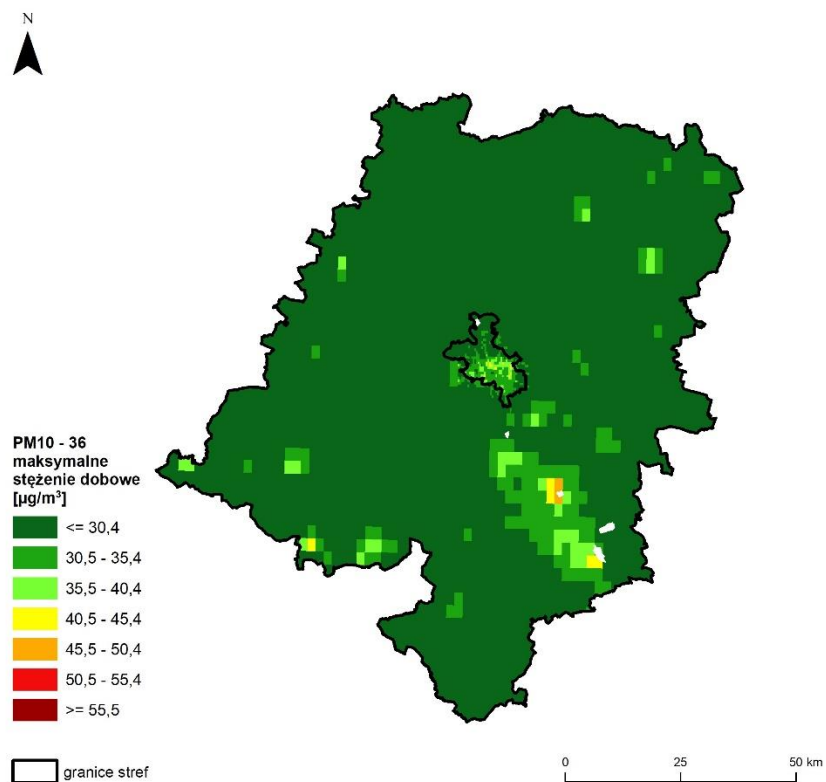 N
PM10 - 36
maksymalne
stężenie dobowe
[µg/m³]
<= 30,4
30,5 - 35,4
35,5 - 40,4
40,5 - 45,4
45,5 - 50,4
50,5 - 55,4
>= 55,5
granice stref
0 25 50 km